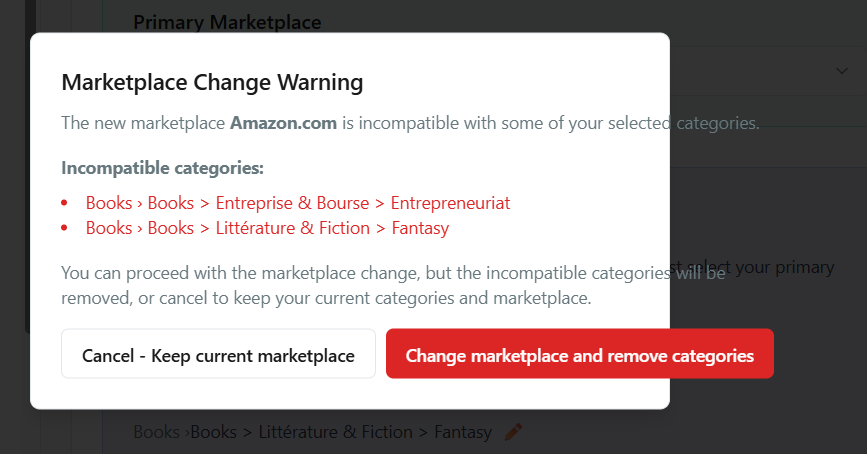 Primary Marketplace
Marketplace Change Warning
The new marketplace Amazon.com is incompatible with some of your selected categories.
Incompatible categories:
• Books › Books > Entreprise & Bourse > Entrepreneuriat
• Books › Books > Littérature & Fiction > Fantasy
select your primary
You can proceed with the marketplace change, but the incompatible categories will be
removed, or cancel to keep your current categories and marketplace.
Cancel - Keep current marketplace
Change marketplace and remove categories
Books ›Books > Littérature & Fiction > Fantasy